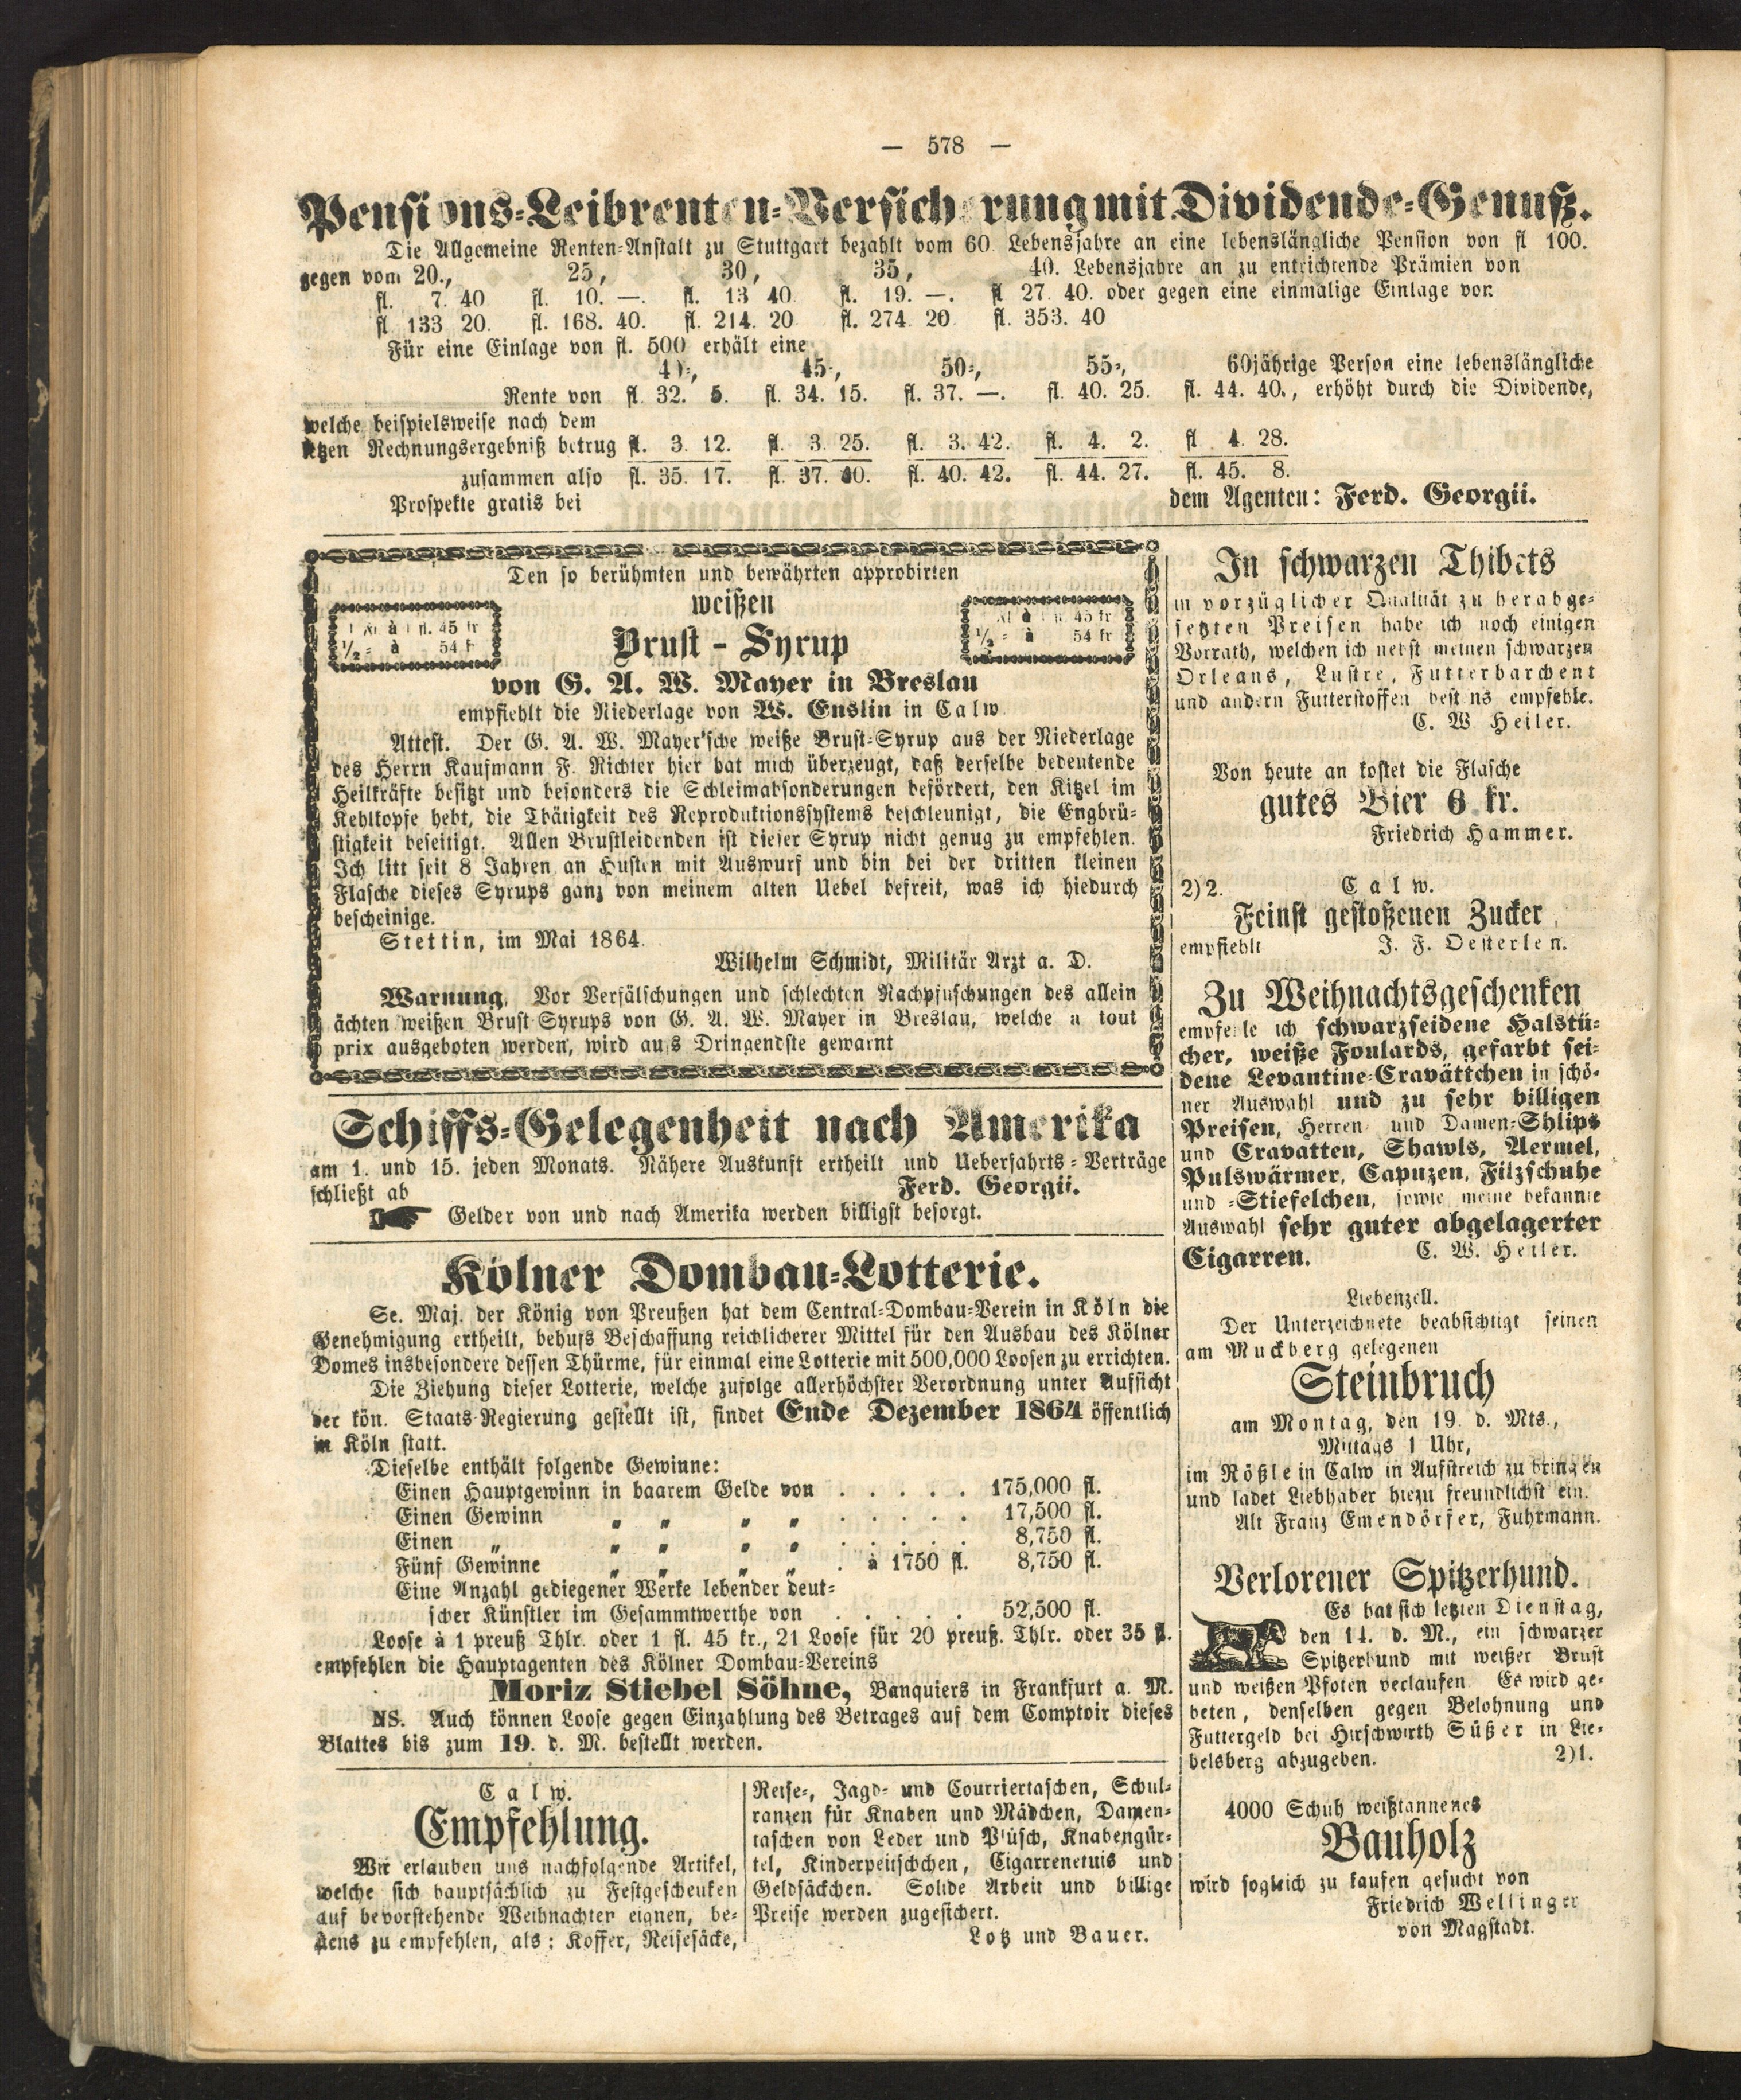 — 578 —
Pensions-Leibrenten-Versicherung mit Dividende-Genuß.
Die Allgemeine Renten-Anstalt zu Stuttgart bezahlt vom 60. Lebensjahre an eine lebenslängliche Pension von fl 100.
gegen vom 20., 25, 30, 35, 40. Lebensjahre an zu entrichtende Prämien von
fl. 7. 40 fl. 10. —. fl. 13 40. fl. 19. —. fl 27. 40. oder gegen eine einmalige Einlage von
fl 133 20. fl. 168. 40. fl. 214. 20 fl. 274 20. fl. 353. 40
Für eine Einlage von fl. 500 erhält eine
40-, 45-, 50-, 55-, 60jährige Person eine lebenslängliche
Rente von fl. 32. 5. fl. 34. 15. fl. 37. —. fl. 40. 25. fl. 44. 40., erhöht durch die Dividende,
welche beispielsweise nach dem
letzten Rechnungsergebniß betrug fl. 3. 12. fl. 3. 25. fl. 3. 42. fl. 4. 2. fl 4. 28.
zusammen also fl. 35. 17. fl. 37. 40. fl. 40. 42. fl. 44. 27. fl. 45. 8.
Prospekte gratis bei dem Agenten: Ferd. Georgii.
Den so berühmten und bewährten approbirten
weißen
Brust-Syrup
à 1 fl. 45 kr
1/2 = à 54 kr
45 kr
1/2 = à 54 kr
von G. A. W. Mayer in Breslau
empfiehlt die Niederlage von W. Enslin in Calw.
Attest. Der G. A. W. Mayer'sche weiße Brust-Syrup aus der Niederlage
des Herrn Kaufmann F. Richter hier hat mich überzeugt, daß derselbe bedeutende
Heilkräfte besitzt und besonders die Schleimabsonderungen befördert, den Kitzel im
Kehlkopfe hebt, die Thätigkeit des Reproduktionssystems beschleunigt, die Engbrü-
stigkeit beseitigt. Allen Brustleidenden ist dieser Syrup nicht genug zu empfehlen.
Ich litt seit 8 Jahren an Husten mit Auswurf und bin bei der dritten kleinen
Flasche dieses Syrups ganz von meinem alten Uebel befreit, was ich hiedurch
bescheinige.
Stettin, im Mai 1864.
Wilhelm Schmidt, Militär Arzt a. D.
Warnung. Vor Verfälschungen und schlechten Nachpfuschungen des allein
ächten weißen Brust-Syrups von G. A. W. Mayer in Breslau, welche à tout
prix ausgeboten werden, wird aufs Dringendste gewarnt
Schiffs-Gelegenheit nach Amerika
am 1. und 15. jeden Monats. Nähere Auskunft ertheilt und Ueberfahrts-Verträge
schließt ab Ferd. Georgii.
Gelder von und nach Amerika werden billigst besorgt.
Kölner Dombau-Lotterie.
Se. Maj. der König von Preußen hat dem Central-Dombau-Verein in Köln die
Genehmigung ertheilt, behufs Beschaffung reichlicherer Mittel für den Ausbau des Kölner
Domes insbesondere dessen Thürme, für einmal eine Lotterie mit 500,000 Loosen zu errichten.
Die Ziehung dieser Lotterie, welche zufolge allerhöchster Verordnung unter Aufsicht
der kön. Staats-Regierung gestellt ist, findet Ende Dezember 1864 öffentlich
in Köln statt.
Dieselbe enthält folgende Gewinne:
Einen Hauptgewinn in baarem Gelde von . . . . . 175,000 fl.
Einen Gewinn „ „ „ „ . . . . . 17,500 fl.
Einen „ „ „ „ „ . . . . . 8,750 fl.
Fünf Gewinne „ „ „ „ . à 1750 fl. 8,750 fl.
Eine Anzahl gediegener Werke lebender deut-
scher Künstler im Gesammtwerthe von . . . . . 52,500 fl.
Loose à 1 preuß. Thlr. oder 1 fl. 45 kr., 21 Loose für 20 preuß. Thlr. oder 35 fl.
empfehlen die Hauptagenten des Kölner Dombau-Vereins
Moriz Stiebel Söhne, Banquiers in Frankfurt a. M.
NS. Auch können Loose gegen Einzahlung des Betrages auf dem Comptoir dieses
Blattes bis zum 19. d. M. bestellt werden.
Calw.
Empfehlung.
Wir erlauben uns nachfolgende Artikel,
welche sich hauptsächlich zu Festgeschenken
auf bevorstehende Weihnachten eignen, be-
stens zu empfehlen, als: Koffer, Reisesäcke,
Reise-, Jagd- und Courriertaschen, Schul-
ranzen für Knaben und Mädchen, Damen-
taschen von Leder und Plüsch, Knabengür-
tel, Kinderpeitschchen, Cigarrenetuis und
Geldsäckchen. Solide Arbeit und billige
Preise werden zugesichert.
Lotz und Bauer.
In schwarzen Thibets
in vorzüglicher Qualität zu herabge-
setzten Preisen habe ich noch einigen
Vorrath, welchen ich nebst meinen schwarzen
Orleans, Lustre, Futterbarchent
und andern Futterstoffen bestens empfehle.
C. W. Heiler.
Von heute an kostet die Flasche
gutes Bier 6 kr.
Friedrich Hammer.
2)2. Calw.
Feinst gestoßenen Zucker
empfiehlt J. F. Oesterlen.
Zu Weihnachtsgeschenken
empfehle ich schwarzseidene Halstü-
cher, weiße Foulards, gefarbt sei-
dene Levantine-Cravättchen in schö-
ner Auswahl und zu sehr billigen
Preisen, Herren- und Damen-Shlips
und Cravatten, Shawls, Aermel,
Pulswärmer, Capuzen, Filzschuhe
und -Stiefelchen, sowie meine bekannte
Auswahl sehr guter abgelagerter
Cigarren. C. W. Heiler.
Liebenzell.
Der Unterzeichnete beabsichtigt seinen
am Muckberg gelegenen
Steinbruch
am Montag, den 19. d. Mts.,
Mittags 1 Uhr,
im Rößle in Calw in Aufstreich zu bringen
und ladet Liebhaber hiezu freundlichst ein.
Alt Franz Emendörfer, Fuhrmann.
Verlorener Spitzerhund.
Es hat sich letzten Dienstag,
den 14. d. M., ein schwarzer
Spitzerhund mit weißer Brust
und weißen Pfoten verlaufen. Es wird ge-
beten, denselben gegen Belohnung und
Futtergeld bei Hirschwirth Süßer in Lie-
belsberg abzugeben. 2)1.
4000 Schuh weißtannenes
Bauholz
wird sogleich zu kaufen gesucht von
Friedrich Wellinger
von Magstadt.